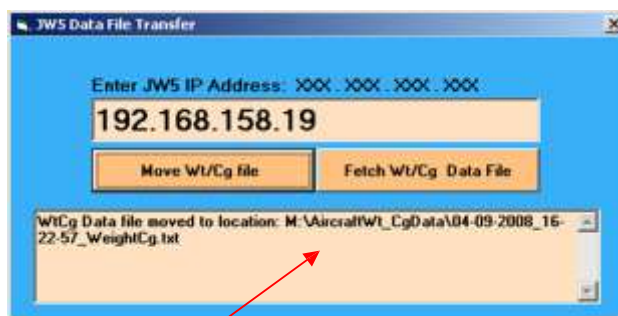 JW5 Data File Transfer
Enter JW5 IP Address: XXX . XXX . XXX . XXX
192.168.158.19
Move Wt/Cg file
Fetch Wt/Cg Data File
WtCg Data file moved to location: M:\AircraftWt_CgData\04-09-2008_16-
22-57_WeightCg.txt